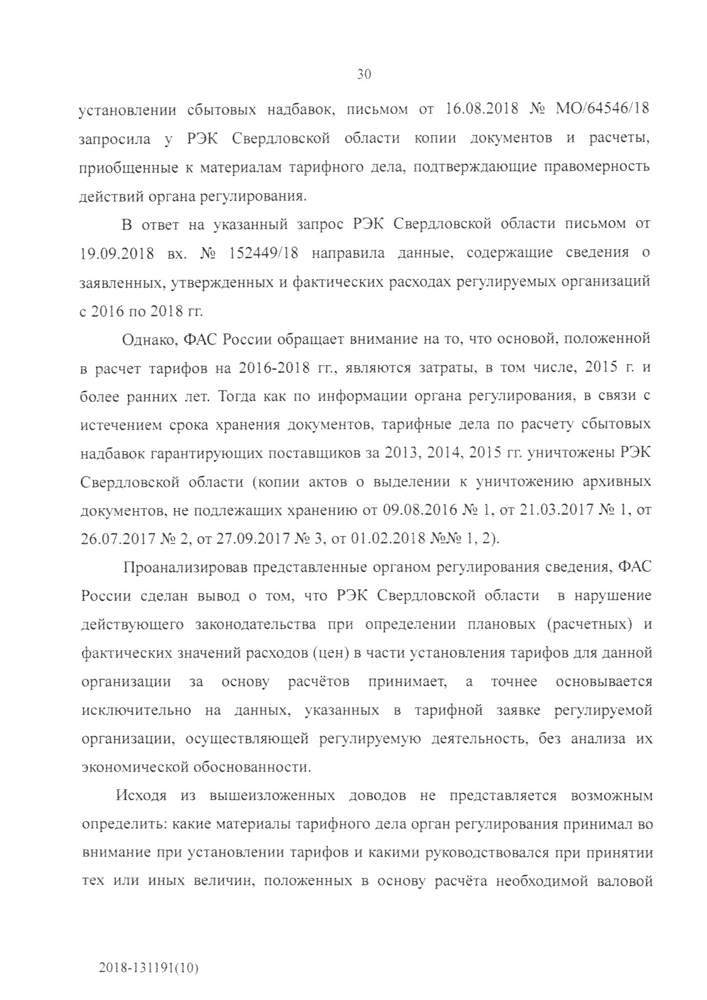 30
установлении сбытовых надбавок, письмом от 16.08.2018 № МО/64546/18
запросила у РЭК Свердловской области копии документов и расчеты,
приобщенные к материалам тарифного дела, подтверждающие правомерность
действий органа регулирования.
В ответ на указанный запрос РЭК Свердловской области письмом от
19.09.2018 вх. № 152449/18 направила данные, содержащие сведения о
заявленных, утвержденных и фактических расходах регулируемых организаций
с 2016 по 2018 гг.
Однако, ФАС России обращает внимание на то, что основой, положенной
в расчет тарифов на 2016-2018 гг., являются затраты, в том числе, 2015 г. и
более ранних лет. Тогда как по информации органа регулирования, в связи с
истечением срока хранения документов, тарифные дела по расчету сбытовых
надбавок гарантирующих поставщиков за 2013, 2014, 2015 гг. уничтожены РЭК
Свердловской области (копии актов о выделении к уничтожению архивных
документов, не подлежащих хранению от 09.08.2016 № 1, от 21.03.2017 № 1, от
26.07.2017 № 2, от 27.09.2017 № 3, от 01.02.2018 №№ 1, 2).
Проанализировав представленные органом регулирования сведения, ФАС
России сделан вывод о том, что РЭК Свердловской области в нарушение
действующего законодательства при определении плановых (расчетных) и
фактических значений расходов (цен) в части установления тарифов для данной
организации за основу расчётов принимает, а точнее основывается
исключительно на данных, указанных в тарифной заявке регулируемой
организации, осуществляющей регулируемую деятельность, без анализа их
экономической обоснованности.
Исходя из вышеизложенных доводов не представляется возможным
определить: какие материалы тарифного дела орган регулирования принимал во
внимание при установлении тарифов и какими руководствовался при принятии
тех или иных величин, положенных в основу расчёта необходимой валовой
2018-131191(10)